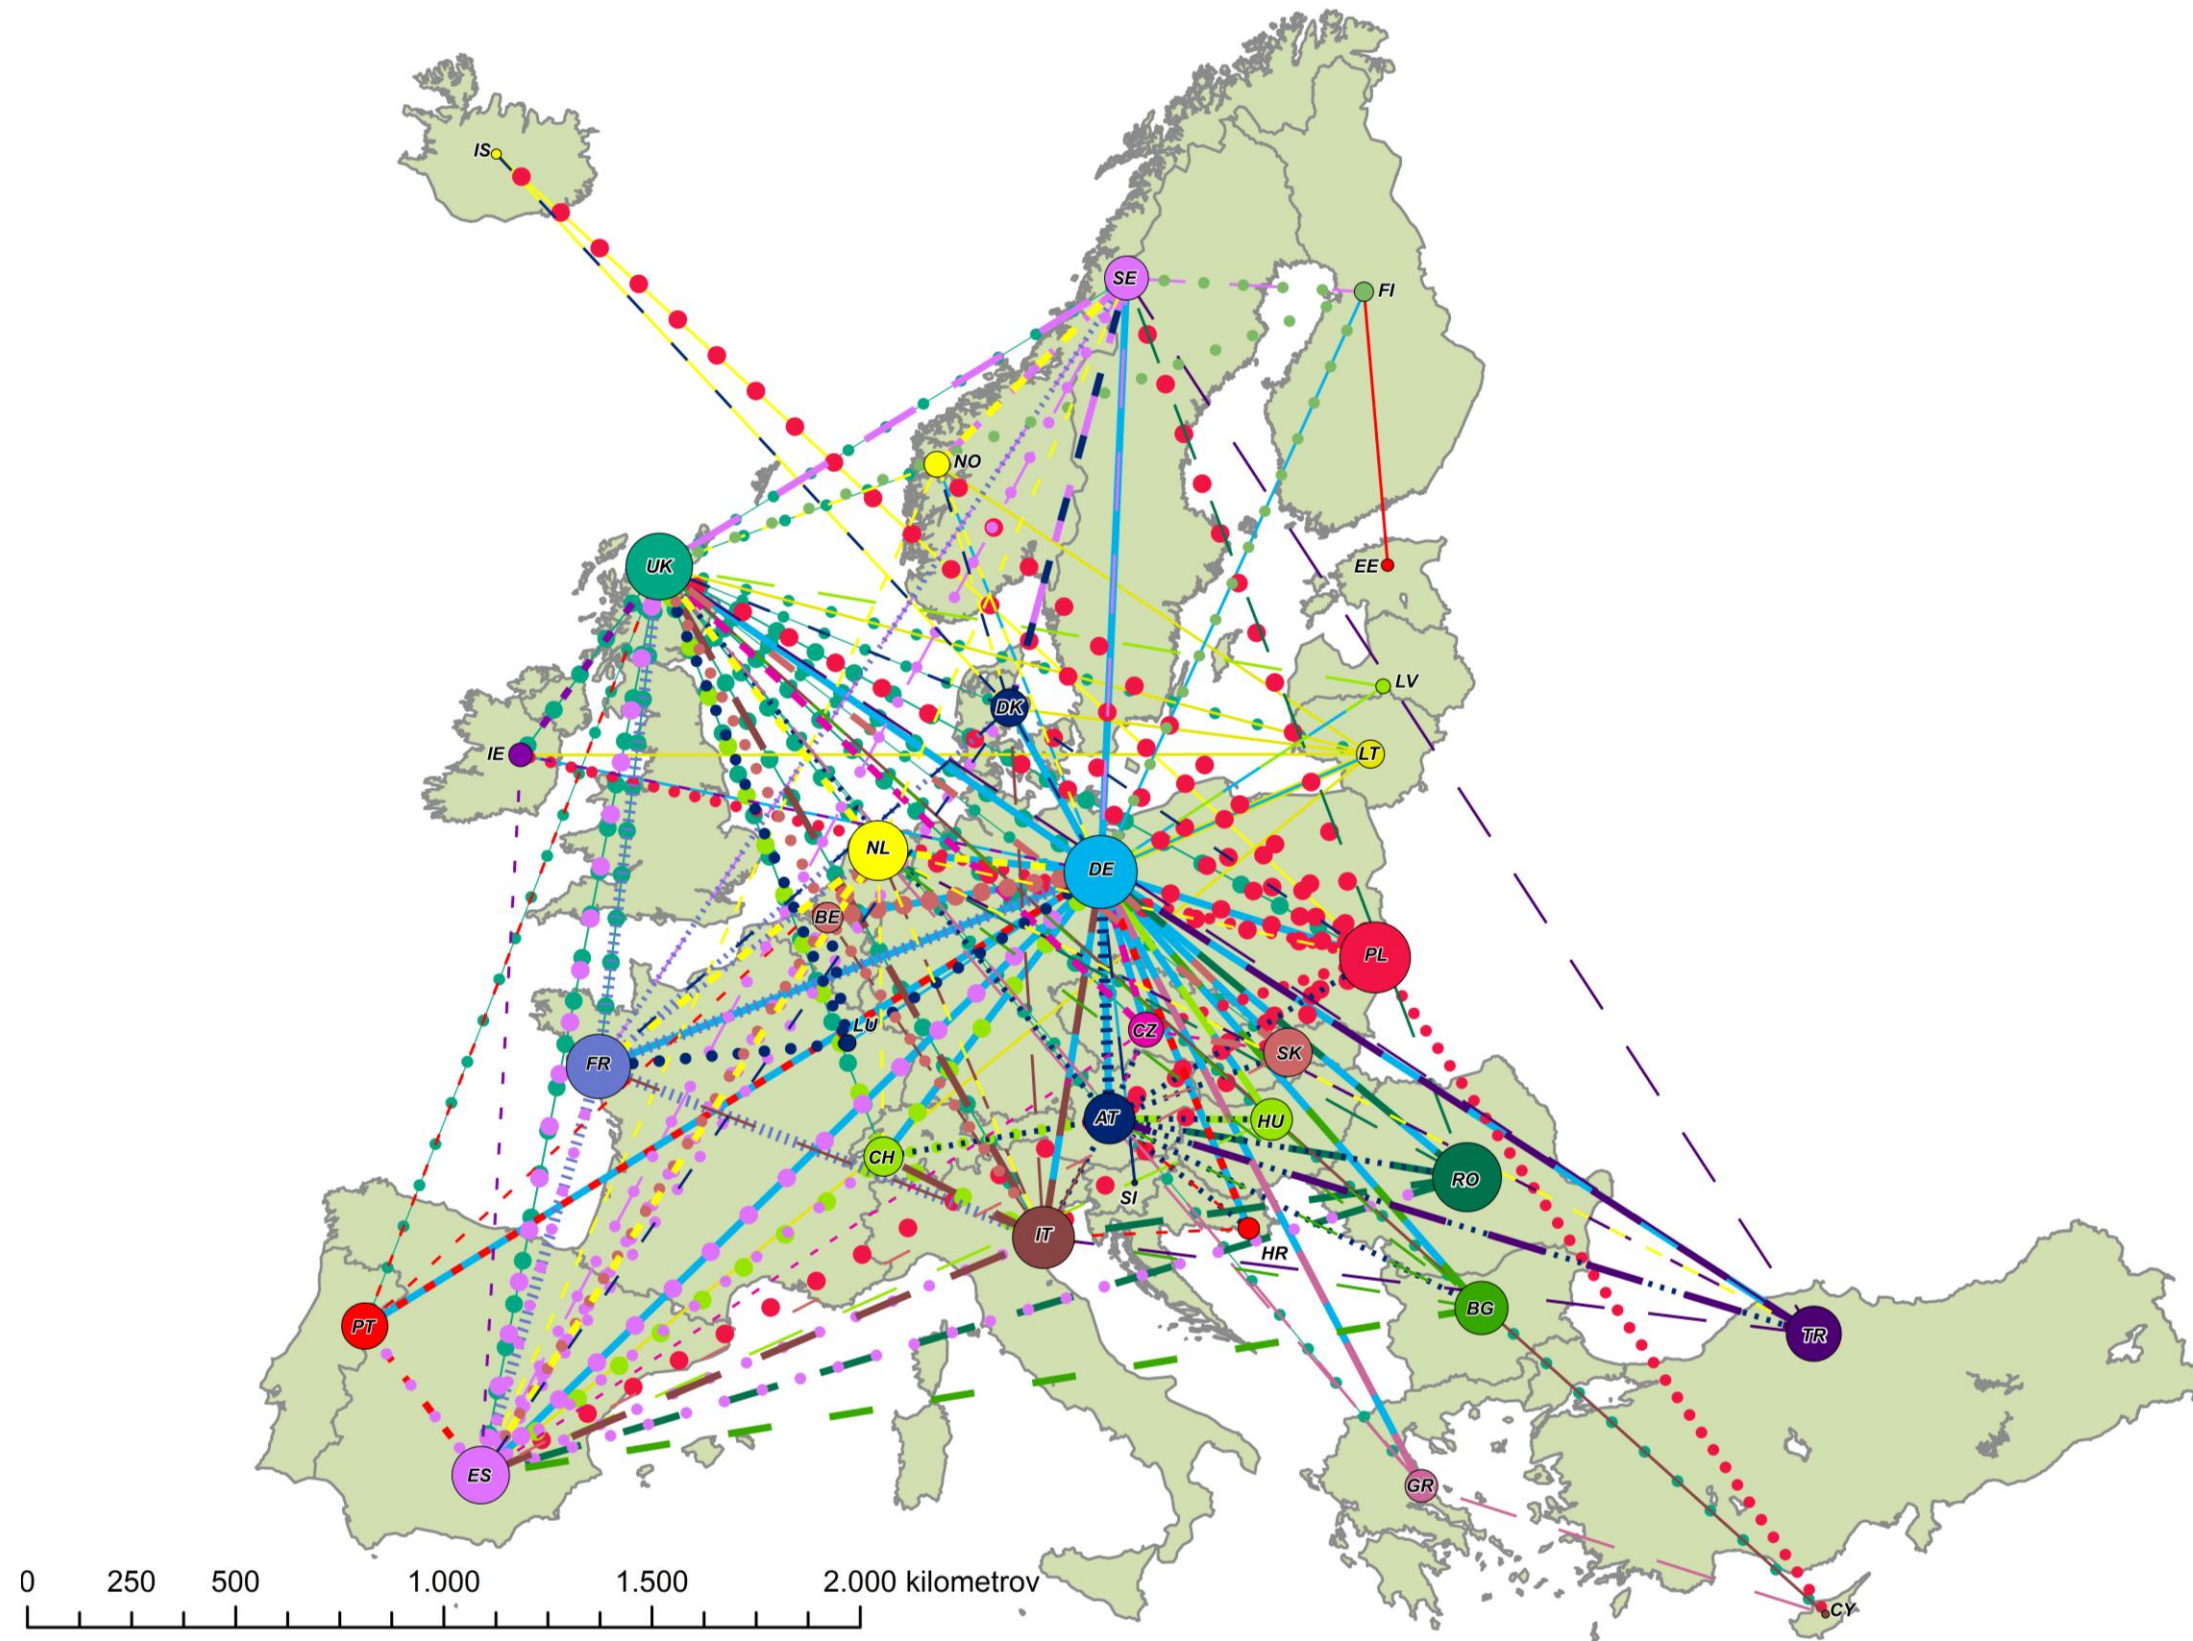 IS
SE
FI
NO
UK
EE
LV
DK
IE
LT
NL
DE
BE
PL
LU
CZ
SK
FR
AT
HU
CH
RO
SI
IT
HR
BG
PT
TR
ES
GR
0 250 500 1.000 1.500 2.000 kilometrov
CY